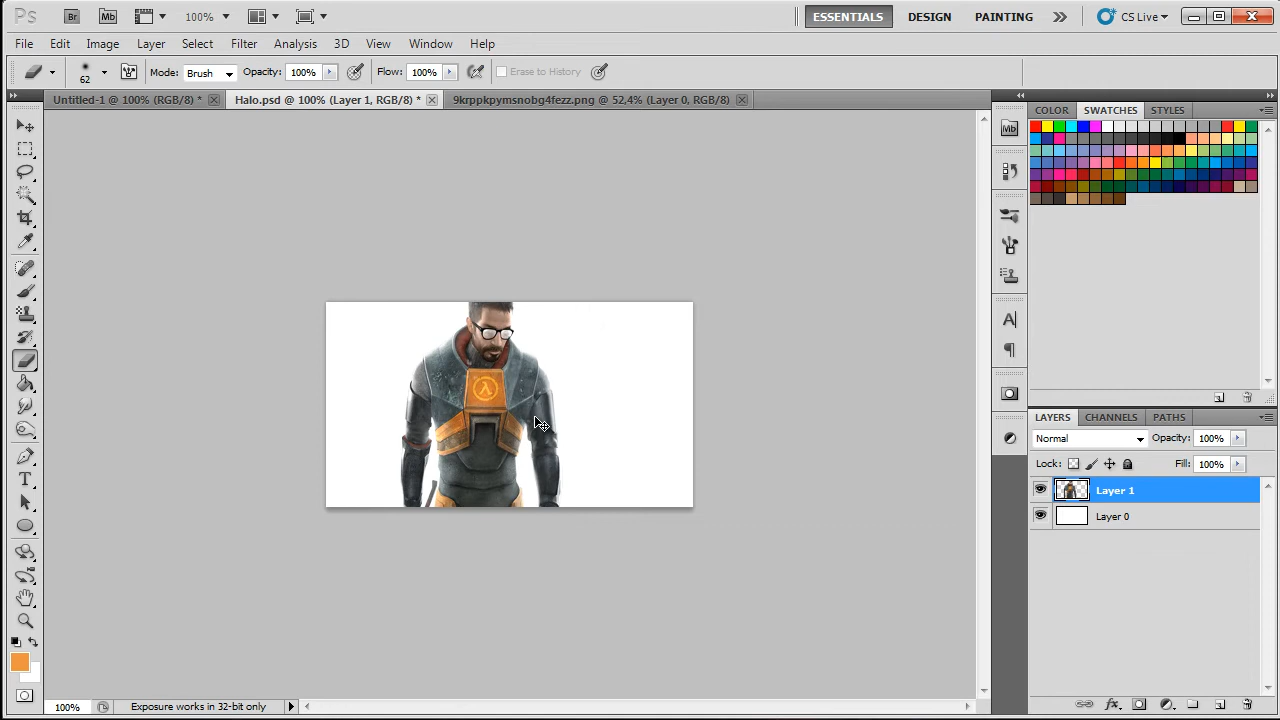 Ps Br Mb 100% ESSENTIALS DESIGN PAINTING CS Live
File Edit Image Layer Select Filter Analysis 3D View Window Help
62 Mode: Brush Opacity: 100% Flow: 100% Erase to History
Untitled-1 @ 100% (RGB/8) * Halo.psd @ 100% (Layer 1, RGB/8) * 9krppkpymsnobg4fezz.png @ 52,4% (Layer 0, RGB/8)
COLOR SWATCHES STYLES
Mb
A
LAYERS CHANNELS PATHS
Normal Opacity: 100%
Lock: Fill: 100%
Layer 1
Layer 0
T
fx
100% Exposure works in 32-bit only